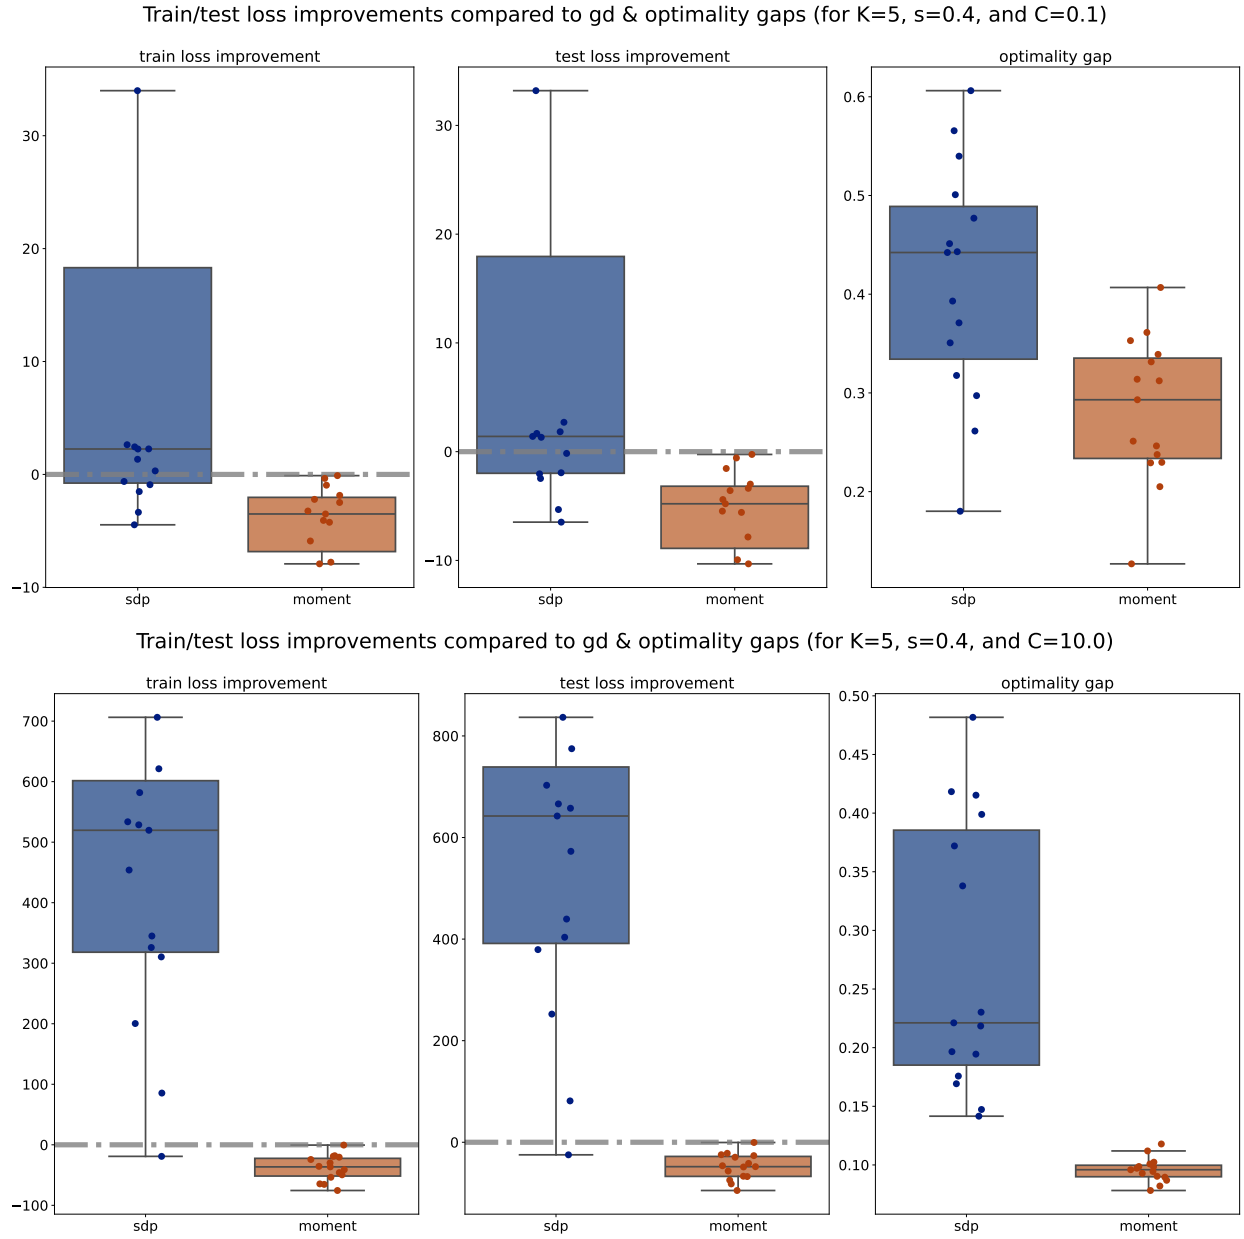 Train/test loss improvements compared to gd & optimality gaps (for K=5, s=0.4, and C=0.1)
train loss improvement
test loss improvement
optimality gap
30
20
10
0
−10
sdp
moment
30
20
10
0
−10
sdp
moment
0.6
0.5
0.4
0.3
0.2
sdp
moment
Train/test loss improvements compared to gd & optimality gaps (for K=5, s=0.4, and C=10.0)
train loss improvement
test loss improvement
optimality gap
700
600
500
400
300
200
100
0
−100
sdp
moment
800
600
400
200
0
sdp
moment
0.50
0.45
0.40
0.35
0.30
0.25
0.20
0.15
0.10
sdp
moment